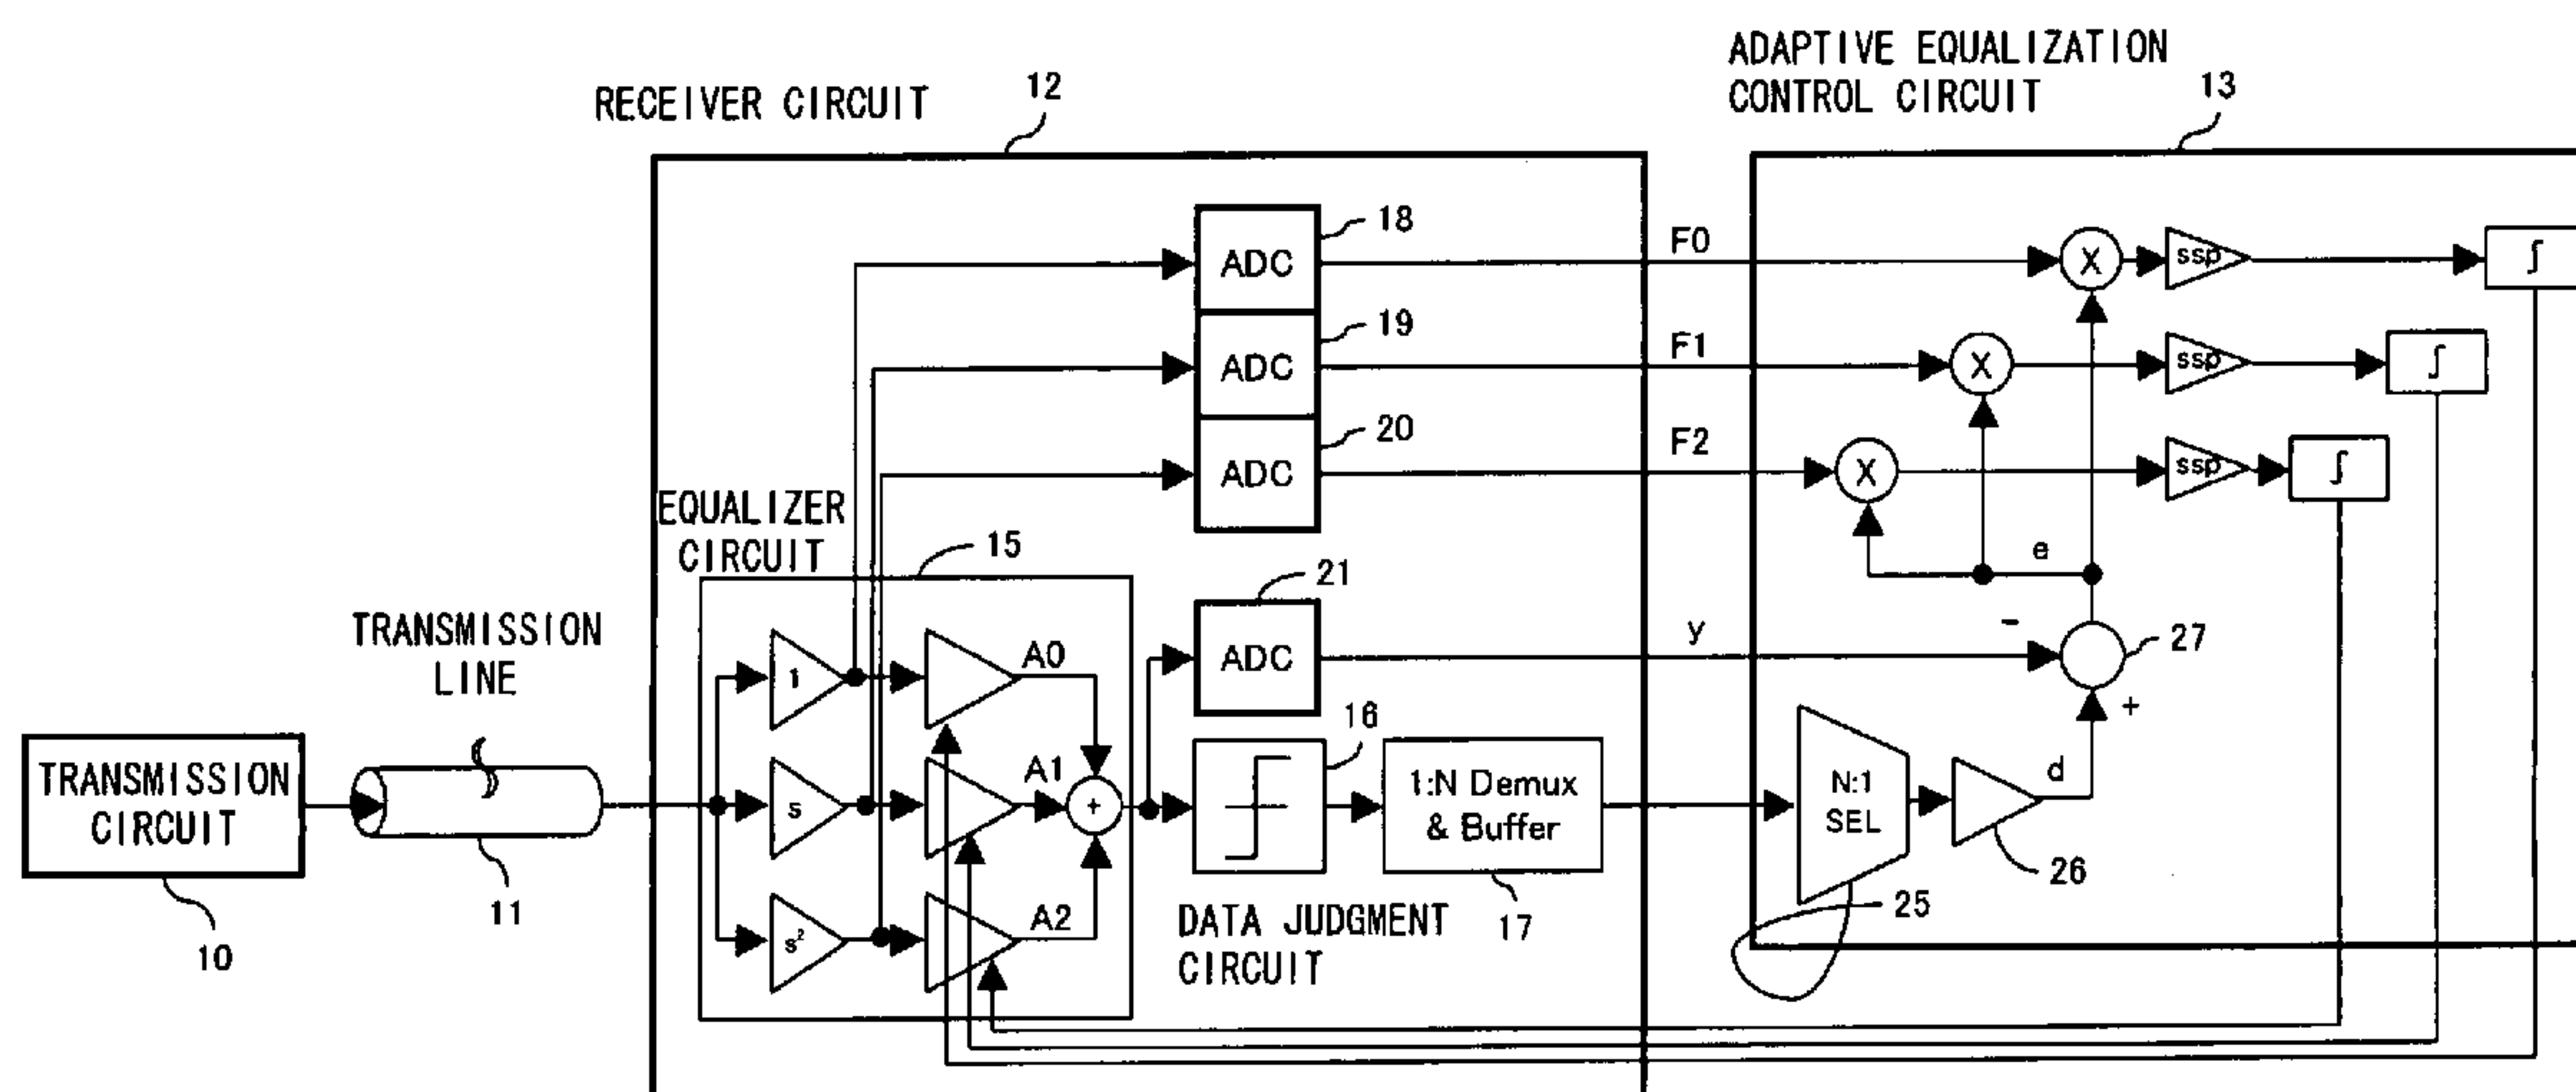 ADAPTIVE EQUALIZATION
CONTROL CIRCUIT
13
RECEIVER CIRCUIT
12
18
ADC
F0
X
ssp
∫
19
ADC
F1
X
ssp
∫
20
ADC
F2
X
ssp
∫
EQUALIZER
CIRCUIT
15
e
21
ADC
y
-
27
+
TRANSMISSION
LINE
1
A0
16
TRANSMISSION
CIRCUIT
10
11
s
A1
+
1:N Demux
& Buffer
17
N:1
SEL
d
26
25
s²
A2
DATA JUDGMENT
CIRCUIT